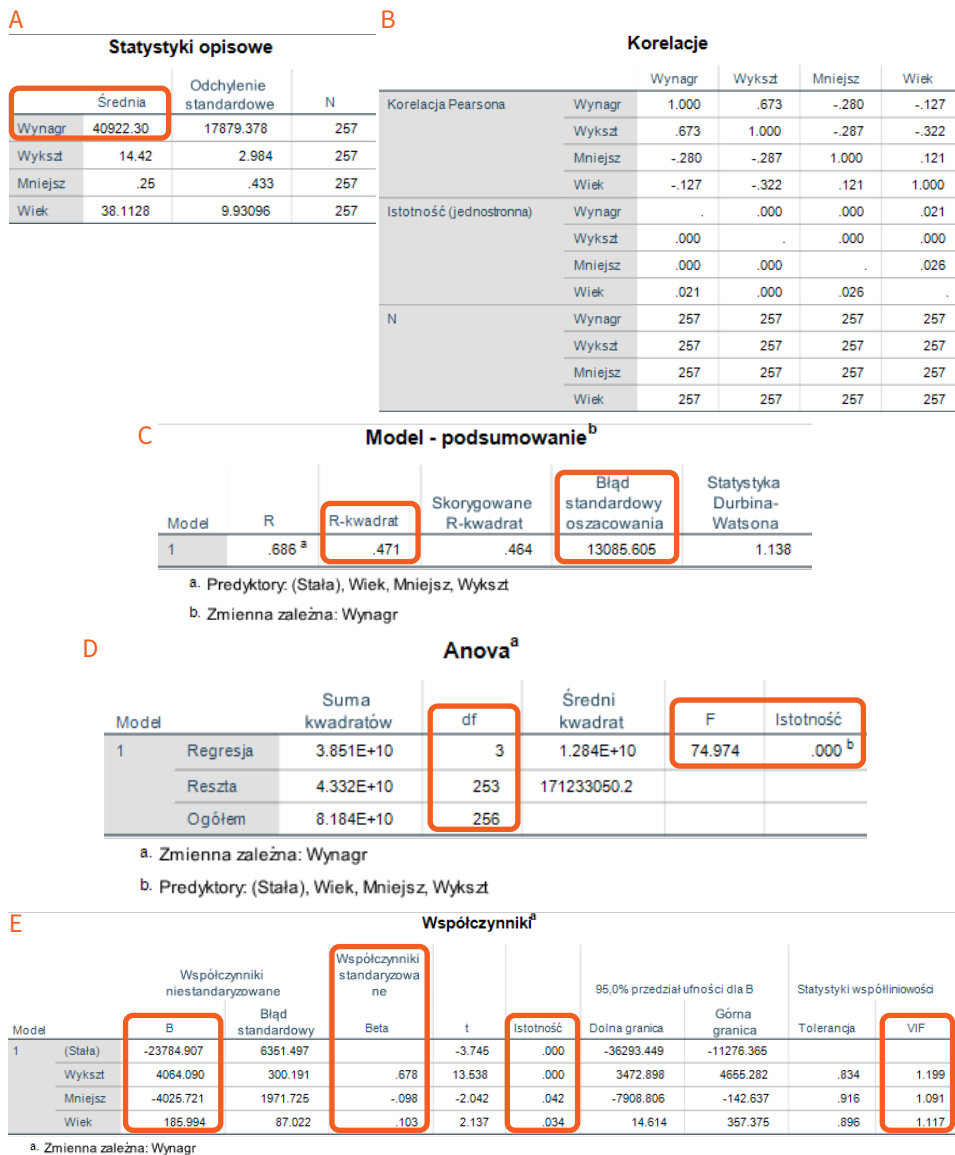 A
Statystyki opisowe
Średnia Odchylenie standardowe N
Wynagr 40922.30 17879.378 257
Wykszt 14.42 2.984 257
Mniejsz .25 .433 257
Wiek 38.1128 9.93096 257
B
Korelacje
Wynagr Wykszt Mniejsz Wiek
Korelacja Pearsona Wynagr 1.000 .673 -.280 -.127
Wykszt .673 1.000 -.287 -.322
Mniejsz -.280 -.287 1.000 .121
Wiek -.127 -.322 .121 1.000
Istotność (jednostronna) Wynagr . .000 .000 .021
Wykszt .000 . .000 .000
Mniejsz .000 .000 . .026
Wiek .021 .000 .026 .
N Wynagr 257 257 257 257
Wykszt 257 257 257 257
Mniejsz 257 257 257 257
Wiek 257 257 257 257
C
Model - podsumowanie b
Model R R-kwadrat Skorygowane R-kwadrat Błąd standardowy oszacowania Statystyka Durbina-Watsona
1 .686 a .471 .464 13085.605 1.138
a. Predyktory: (Stała), Wiek, Mniejsz, Wykszt
b. Zmienna zależna: Wynagr
D
Anova a
Model Suma kwadratów df Średni kwadrat F Istotność
1 Regresja 3.851E+10 3 1.284E+10 74.974 .000 b
Reszta 4.332E+10 253 171233050.2
Ogółem 8.184E+10 256
a. Zmienna zależna: Wynagr
b. Predyktory: (Stała), Wiek, Mniejsz, Wykszt
E
Współczynniki a
Współczynniki niestandaryzowane Współczynniki standaryzowa ne 95,0% przedział ufności dla B Statystyki współliniowości
Model B Błąd standardowy Beta t Istotność Dolna granica Górna granica Tolerancja VIF
1 (Stała) -23784.907 6351.497 -3.745 .000 -36293.449 -11276.365
Wykszt 4064.090 300.191 .678 13.538 .000 3472.898 4655.282 .834 1.199
Mniejsz -4025.721 1971.725 -.098 -2.042 .042 -7908.806 -142.637 .916 1.091
Wiek 185.994 87.022 .103 2.137 .034 14.614 357.375 .896 1.117
a. Zmienna zależna: Wynagr